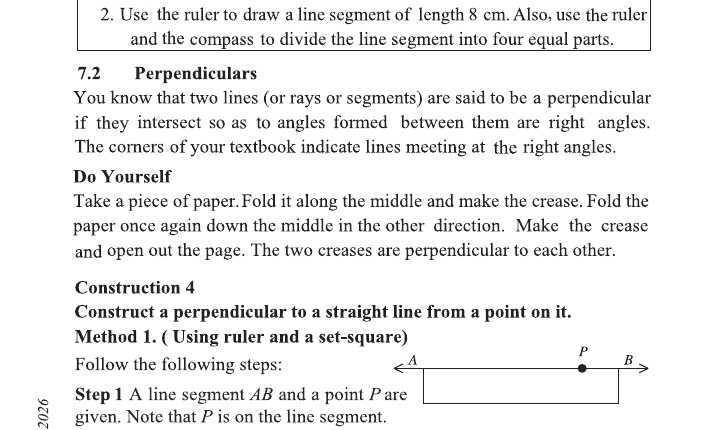 2. Use the ruler to draw a line segment of length 8 cm. Also, use the ruler
and the compass to divide the line segment into four equal parts.
7.2 Perpendiculars
You know that two lines (or rays or segments) are said to be a perpendicular
if they intersect so as to angles formed between them are right angles.
The corners of your textbook indicate lines meeting at the right angles.
Do Yourself
Take a piece of paper. Fold it along the middle and make the crease. Fold the
paper once again down the middle in the other direction. Make the crease
and open out the page. The two creases are perpendicular to each other.
Construction 4
Construct a perpendicular to a straight line from a point on it.
Method 1. ( Using ruler and a set-square)
Follow the following steps:
A P B
Step 1 A line segment AB and a point P are
given. Note that P is on the line segment.
2026